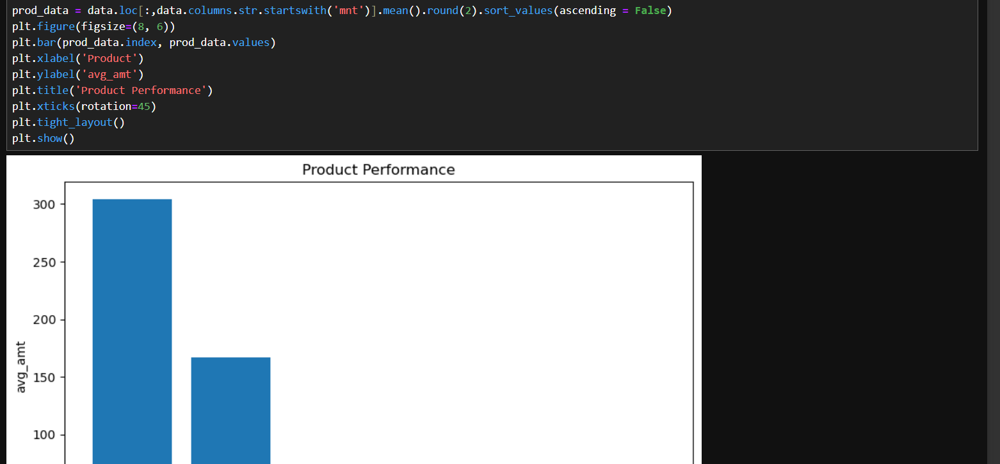 prod_data = data.loc[:,data.columns.str.startswith('mnt')].mean().round(2).sort_values(ascending = False)
plt.figure(figsize=(8, 6))
plt.bar(prod_data.index, prod_data.values)
plt.xlabel('Product')
plt.ylabel('avg_amt')
plt.title('Product Performance')
plt.xticks(rotation=45)
plt.tight_layout()
plt.show()
Product Performance
300
250
200
avg_amt
150
100